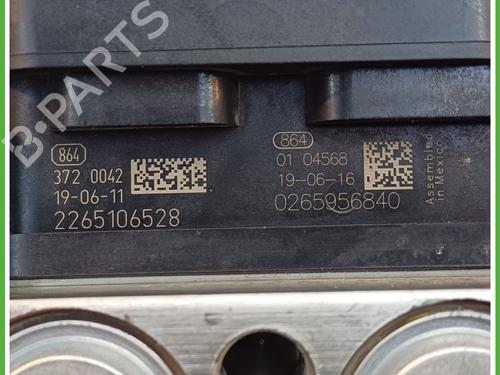 B-PARTS
864
372 0042
19-06-11
2265106528
864
01 04568
19-06-16
0265956840
Assembled
in Mexico